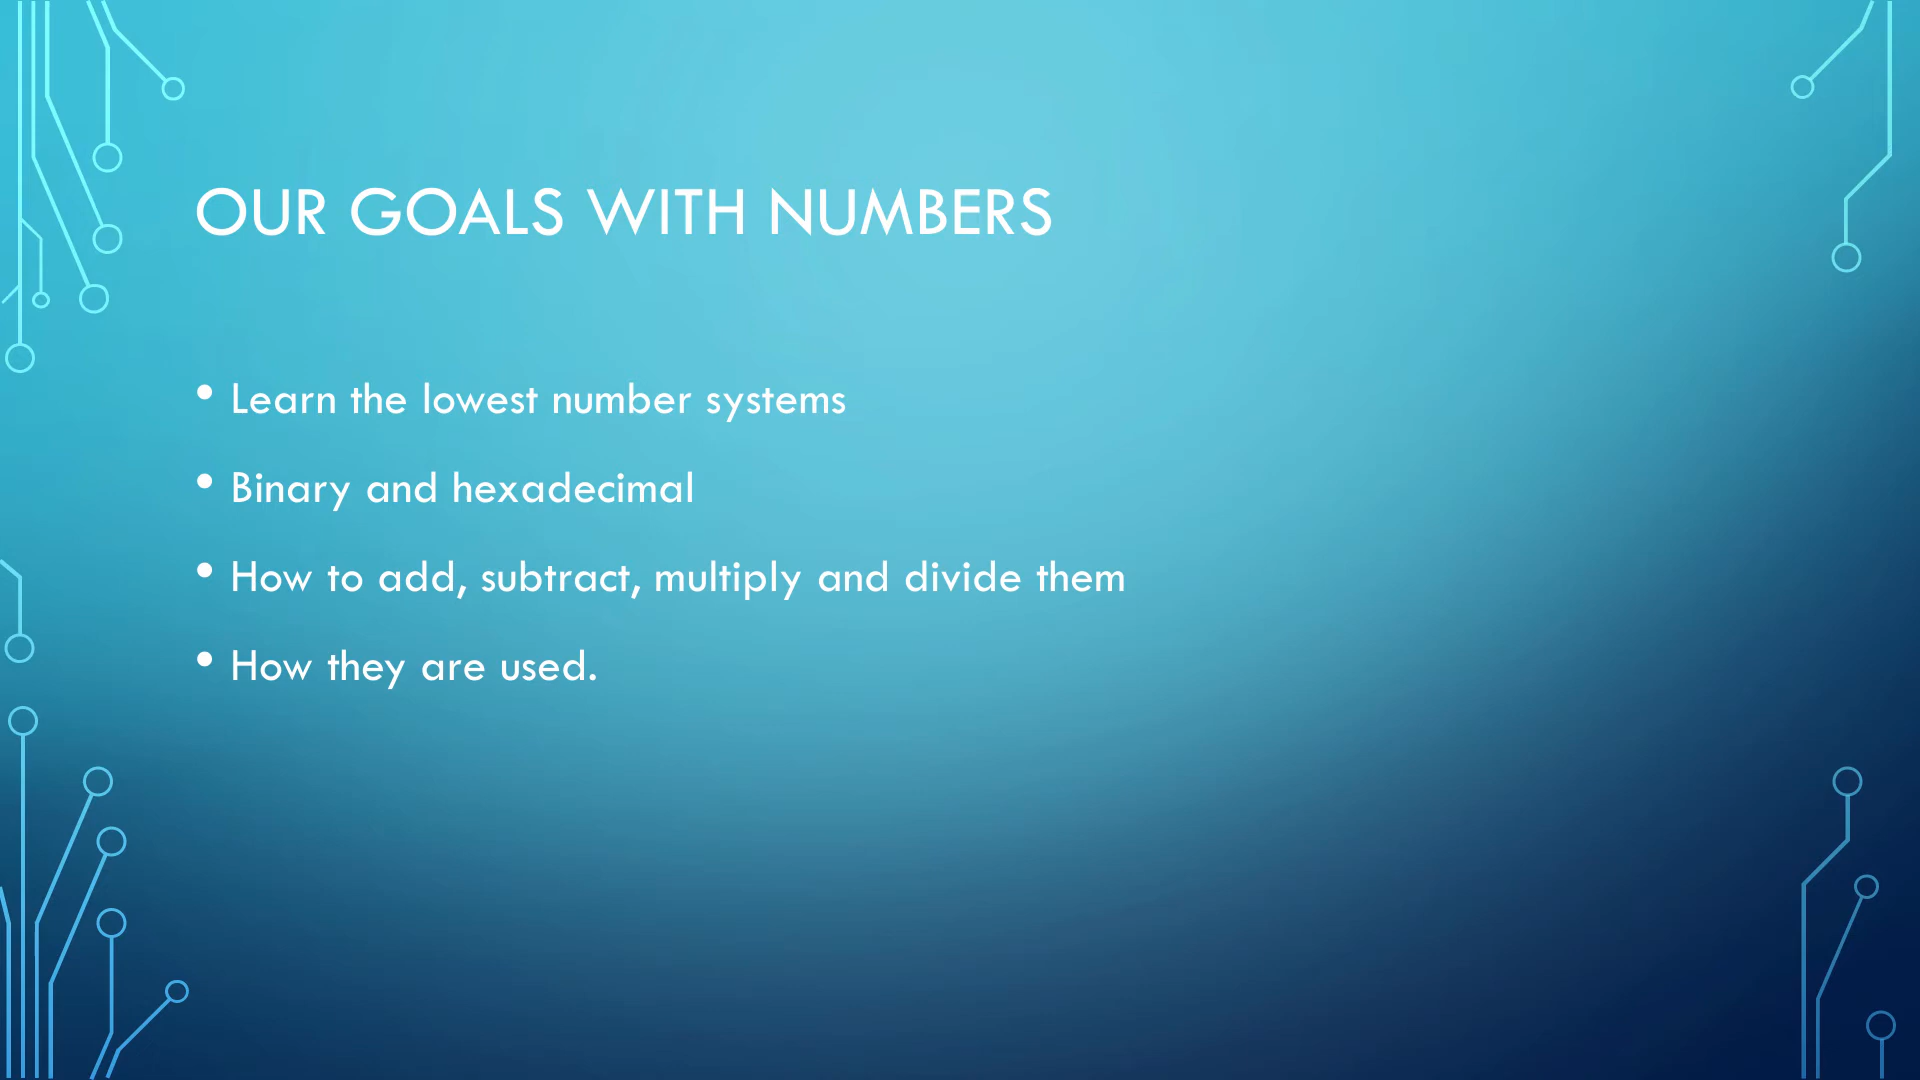 OUR GOALS WITH NUMBERS
• Learn the lowest number systems
• Binary and hexadecimal
• How to add, subtract, multiply and divide them
• How they are used.